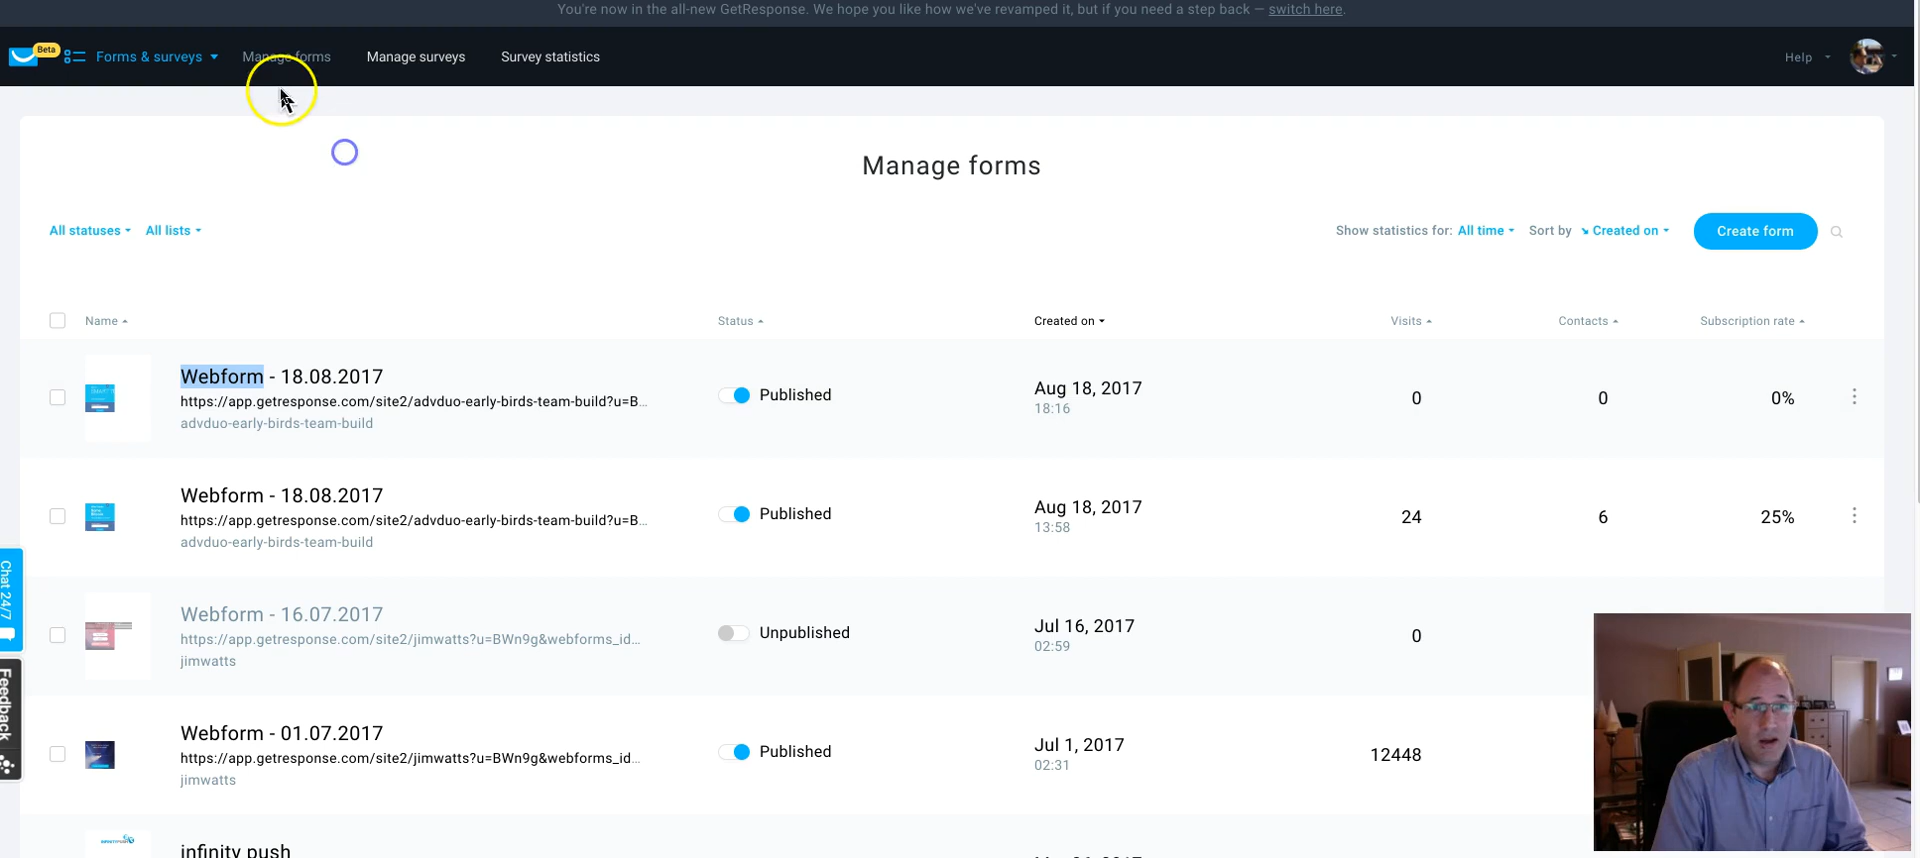 You're now in the all-new GetResponse. We hope you like how we've revamped it, but if you need a step back — switch here.
Beta Forms & surveys Manage forms Manage surveys Survey statistics Help
Manage forms
All statuses All lists Show statistics for: All time Sort by Created on Create form
Name Status Created on Visits Contacts Subscription rate
Webform - 18.08.2017
https://app.getresponse.com/site2/advduo-early-birds-team-build?u=B...
advduo-early-birds-team-build
Published
Aug 18, 2017
18:16
0 0 0%
Webform - 18.08.2017
https://app.getresponse.com/site2/advduo-early-birds-team-build?u=B...
advduo-early-birds-team-build
Published
Aug 18, 2017
13:58
24 6 25%
Webform - 16.07.2017
https://app.getresponse.com/site2/jimwatts?u=BWn9g&webforms_id...
jimwatts
Unpublished
Jul 16, 2017
02:59
0
Webform - 01.07.2017
https://app.getresponse.com/site2/jimwatts?u=BWn9g&webforms_id...
jimwatts
Published
Jul 1, 2017
02:31
12448
infinity push
Chat 24/7
Feedback